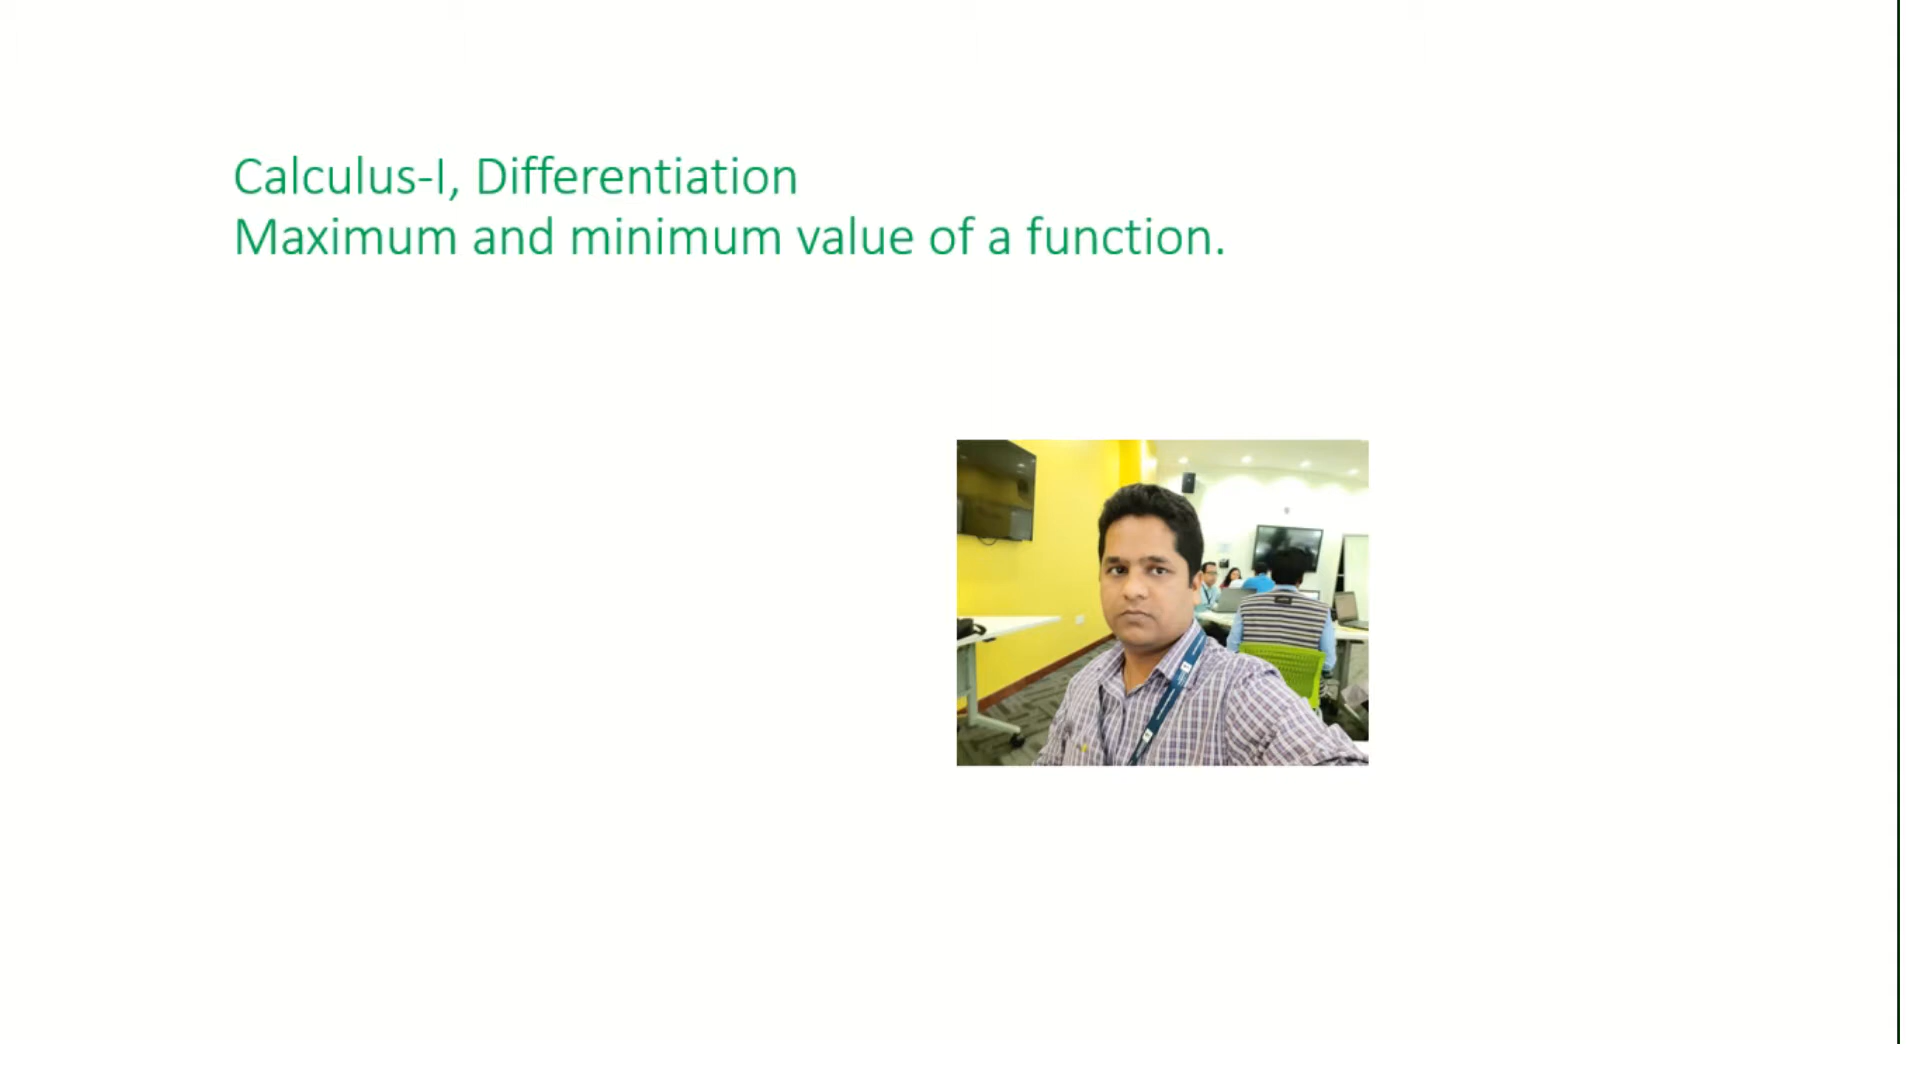 Calculus-I, Differentiation
Maximum and minimum value of a function.